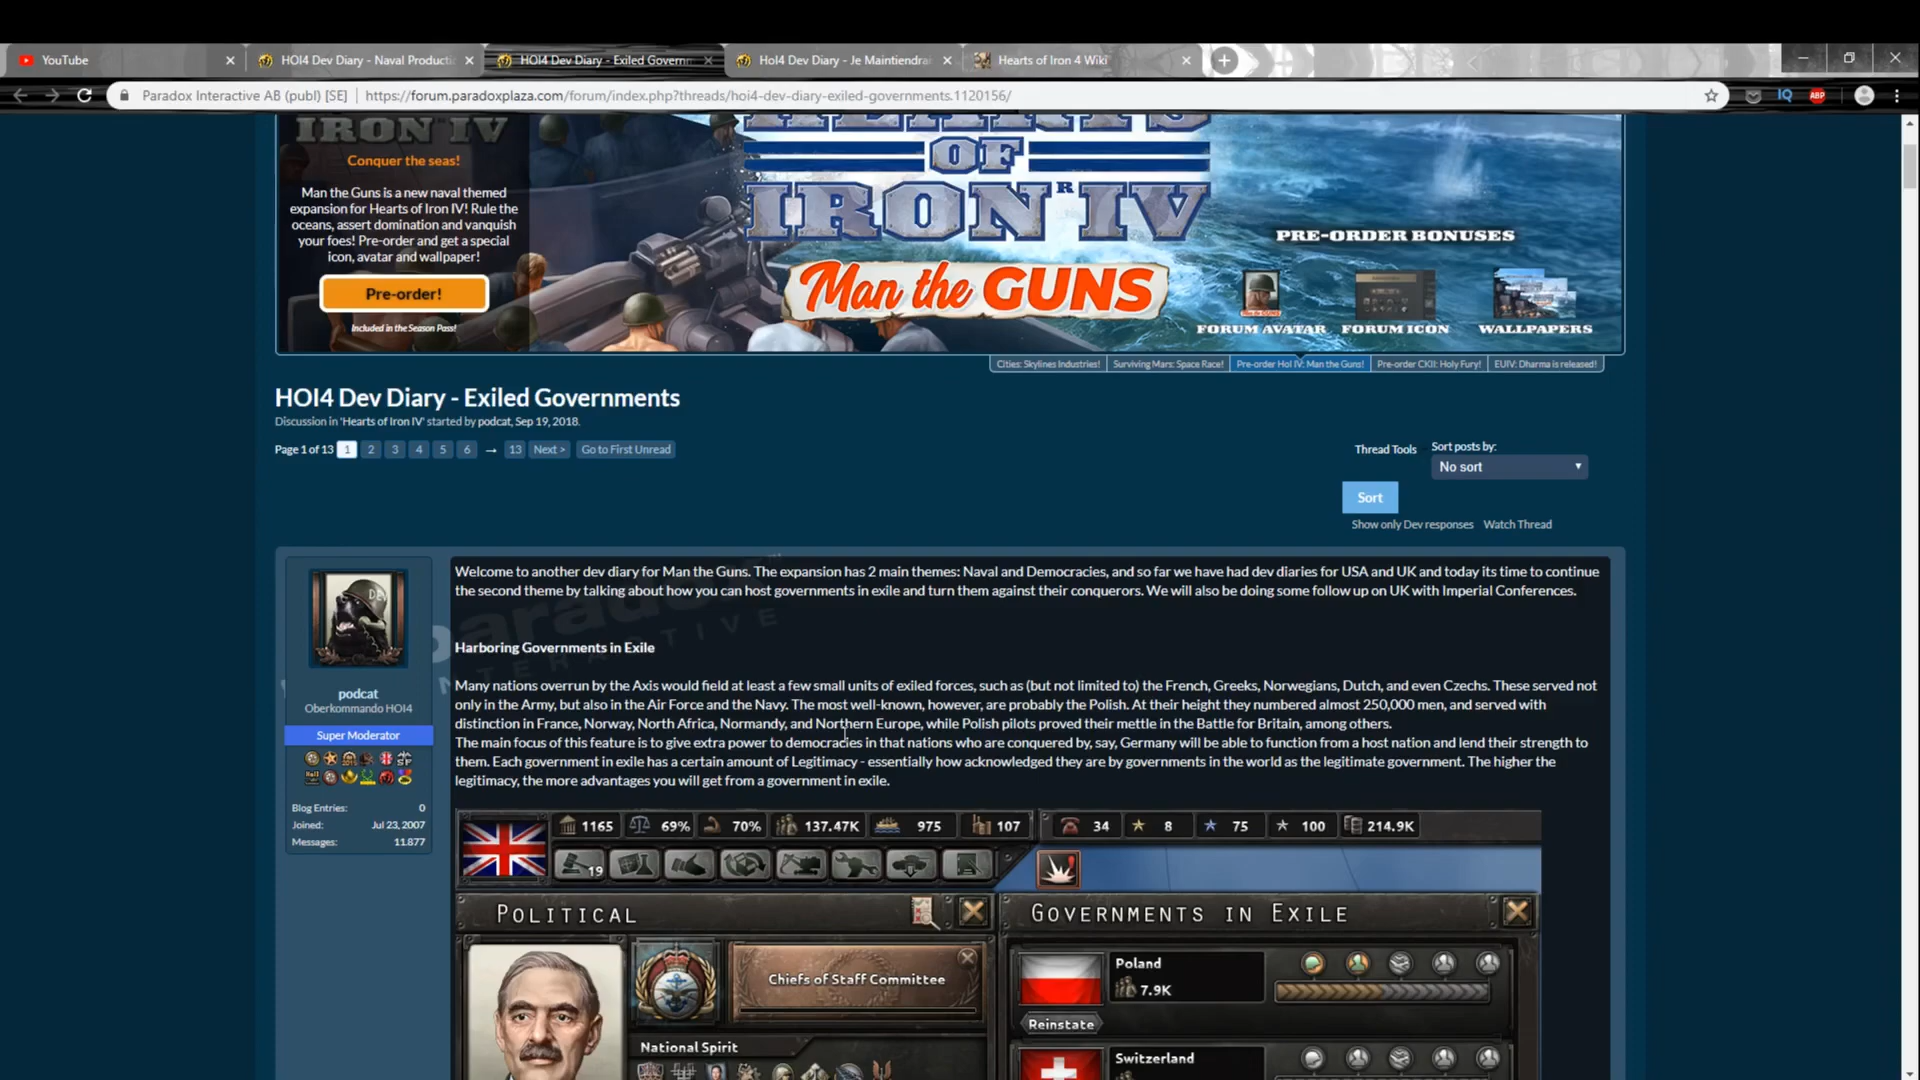 YouTube
HOI4 Dev Diary - Naval Producti
HOI4 Dev Diary - Exiled Governm
HoI4 Dev Diary - Je Maintiendrai
Hearts of Iron 4 Wiki
Paradox Interactive AB (publ) [SE] | https://forum.paradoxplaza.com/forum/index.php?threads/hoi4-dev-diary-exiled-governments.1120156/
IQ
ABP
IRON IV
Conquer the seas!
Man the Guns is a new naval themed
expansion for Hearts of Iron IV! Rule the
oceans, assert domination and vanquish
your foes! Pre-order and get a special
icon, avatar and wallpaper!
Pre-order!
Included in the Season Pass!
HEARTS
OF
IRON IV
Man the GUNS
PRE-ORDER BONUSES
FORUM AVATAR
FORUM ICON
WALLPAPERS
Cities: Skylines Industries!
Surviving Mars: Space Race!
Pre-order HoI IV: Man the Guns!
Pre-order CKII: Holy Fury!
EUIV: Dharma is released!
HOI4 Dev Diary - Exiled Governments
Discussion in 'Hearts of Iron IV' started by podcat, Sep 19, 2018.
Page 1 of 13 1 2 3 4 5 6 → 13 Next > Go to First Unread
Thread Tools
Sort posts by:
No sort
Sort
Show only Dev responses Watch Thread
podcat
Oberkommando HOI4
Super Moderator
Blog Entries: 0
Joined: Jul 23, 2007
Messages: 11.877
Welcome to another dev diary for Man the Guns. The expansion has 2 main themes: Naval and Democracies, and so far we have had dev diaries for USA and UK and today its time to continue
the second theme by talking about how you can host governments in exile and turn them against their conquerors. We will also be doing some follow up on UK with Imperial Conferences.
Harboring Governments in Exile
Many nations overrun by the Axis would field at least a few small units of exiled forces, such as (but not limited to) the French, Greeks, Norwegians, Dutch, and even Czechs. These served not
only in the Army, but also in the Air Force and the Navy. The most well-known, however, are probably the Polish. At their height they numbered almost 250,000 men, and served with
distinction in France, Norway, North Africa, Normandy, and Northern Europe, while Polish pilots proved their mettle in the Battle for Britain, among others.
The main focus of this feature is to give extra power to democracies in that nations who are conquered by, say, Germany will be able to function from a host nation and lend their strength to
them. Each government in exile has a certain amount of Legitimacy - essentially how acknowledged they are by governments in the world as the legitimate government. The higher the
legitimacy, the more advantages you will get from a government in exile.
1165 69% 70% 137.47K 975 107 34 8 75 100 214.9K
19
POLITICAL
GOVERNMENTS IN EXILE
Chiefs of Staff Committee
National Spirit
Poland
7.9K
Reinstate
Switzerland